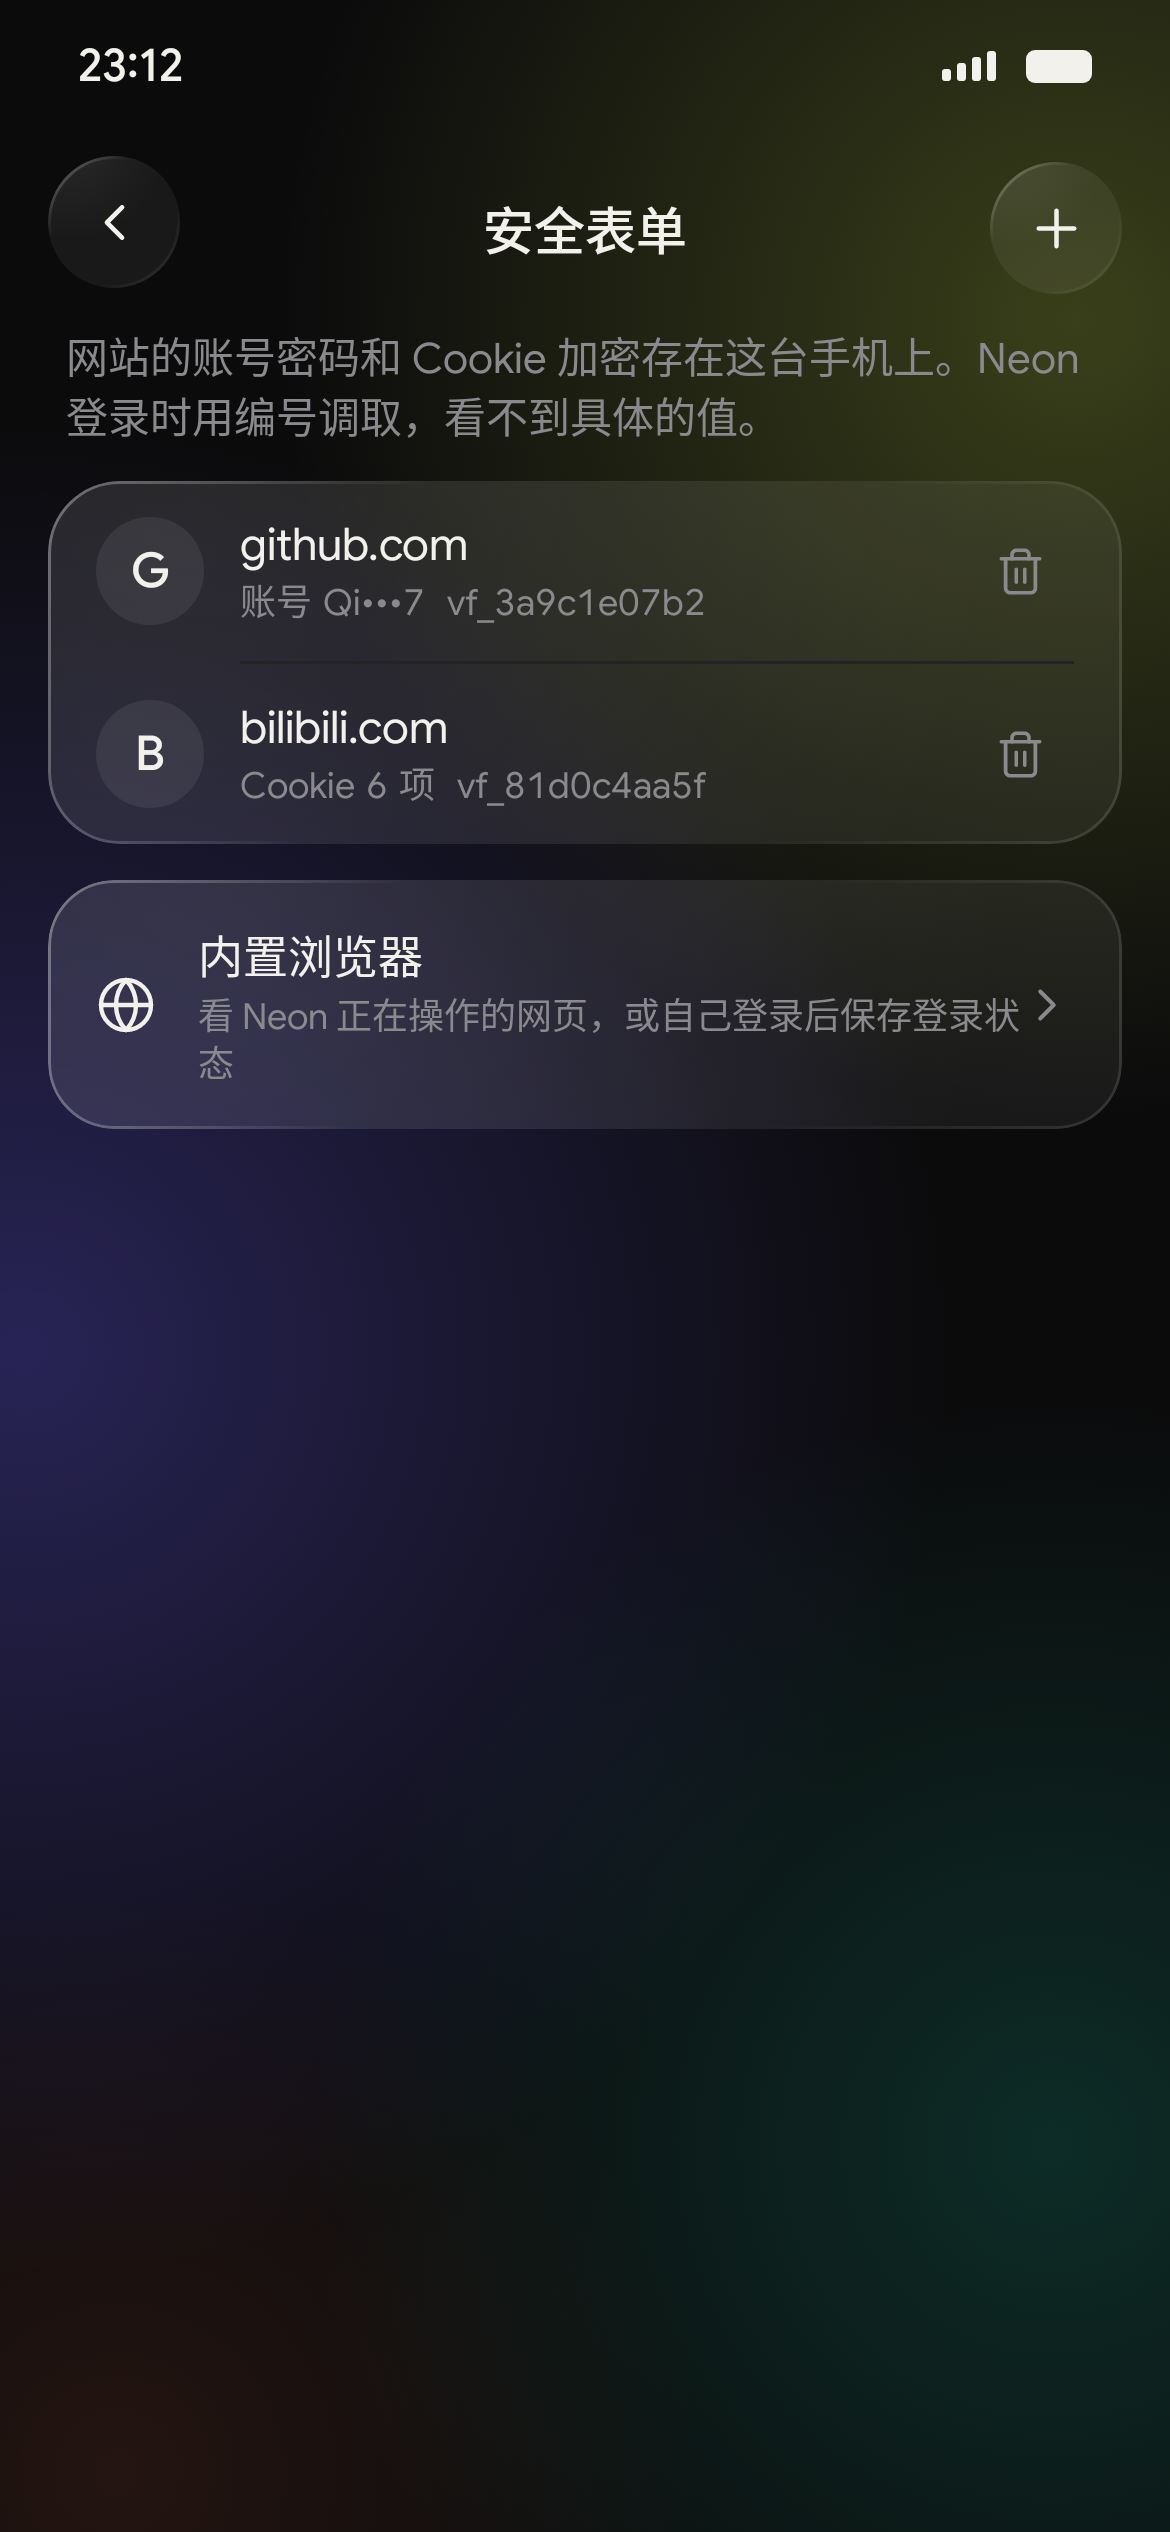 23:12
安全表单
网站的账号密码和 Cookie 加密存在这台手机上。Neon
登录时用编号调取，看不到具体的值。
G
github.com
账号 Qi•••7 vf_3a9c1e07b2
B
bilibili.com
Cookie 6 项 vf_81d0c4aa5f
内置浏览器
看 Neon 正在操作的网页，或自己登录后保存登录状
态